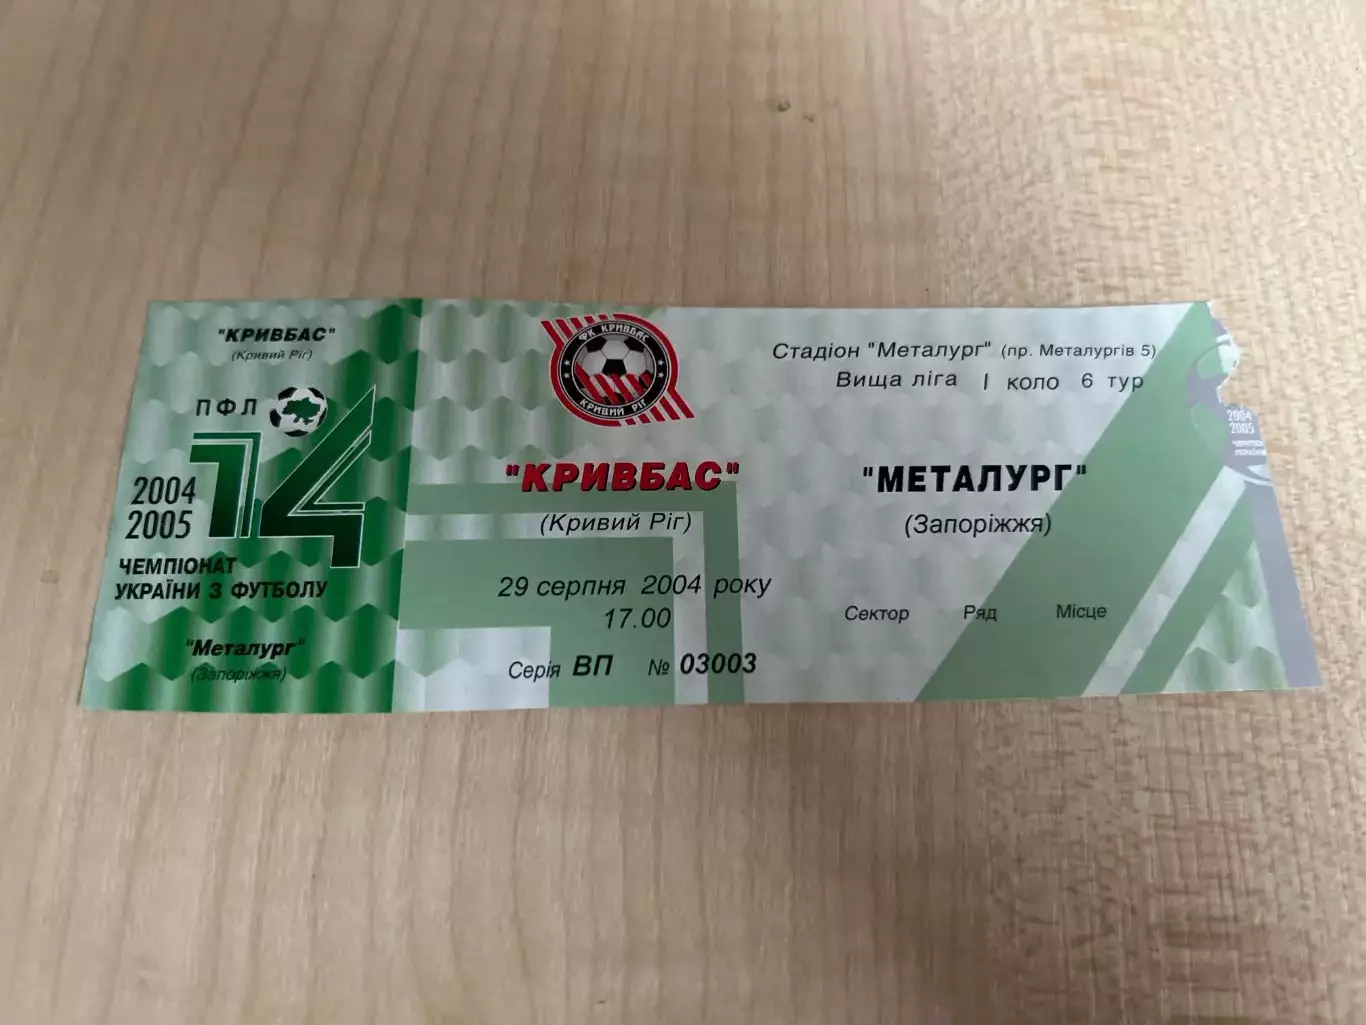 "КРИВБАС"
(Кривий Ріг)
ПФЛ
14
2004
2005
ЧЕМПІОНАТ
УКРАЇНИ З ФУТБОЛУ
"Металург"
(Запоріжжя)
ФК КРИВБАС
КРИВИЙ РІГ
"КРИВБАС"
(Кривий Ріг)
29 серпня 2004 року
17.00
Серія ВП № 03003
Стадіон "Металург" (пр. Металургів 5)
Вища ліга I коло 6 тур
"МЕТАЛУРГ"
(Запоріжжя)
Сектор Ряд Місце
2004
2005
ЧЕМПІОНАТ
УКРАЇНИ